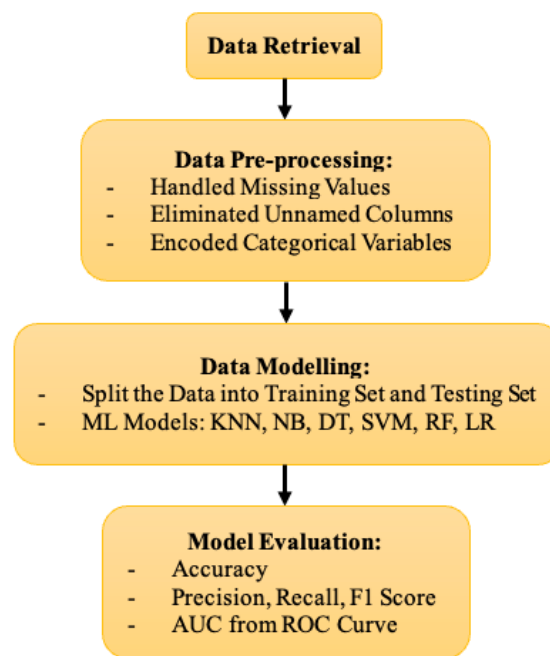 Data Retrieval
Data Pre-processing:
- Handled Missing Values
- Eliminated Unnamed Columns
- Encoded Categorical Variables
Data Modelling:
- Split the Data into Training Set and Testing Set
- ML Models: KNN, NB, DT, SVM, RF, LR
Model Evaluation:
- Accuracy
- Precision, Recall, F1 Score
- AUC from ROC Curve